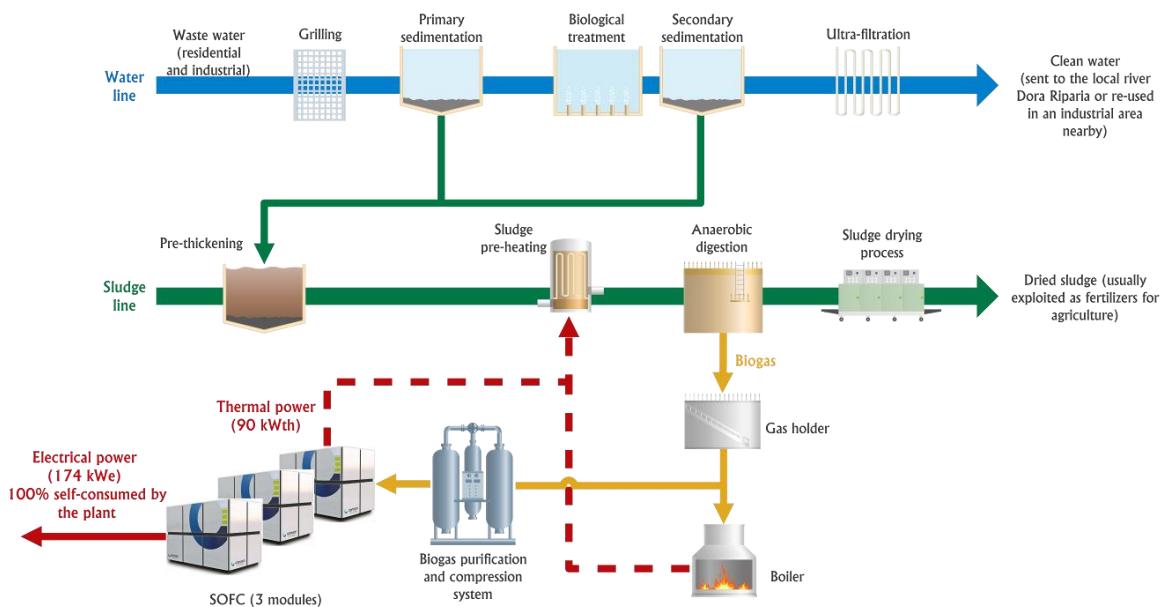 Waste water
(residential
and industrial)
Grilling
Primary
sedimentation
Biological
treatment
Secondary
sedimentation
Ultra-filtration
Water
line
Clean water
(sent to the local river
Dora Riparia or re-used
in an industrial area
nearby)
Pre-thickening
Sludge
pre-heating
Anaerobic
digestion
Sludge drying
process
Sludge
line
Dried sludge (usually
exploited as fertilizers for
agriculture)
Biogas
Thermal power
(90 kWth)
Gas holder
Electrical power
(174 kWe)
100% self-consumed by
the plant
Biogas purification
and compression
system
Boiler
SOFC (3 modules)